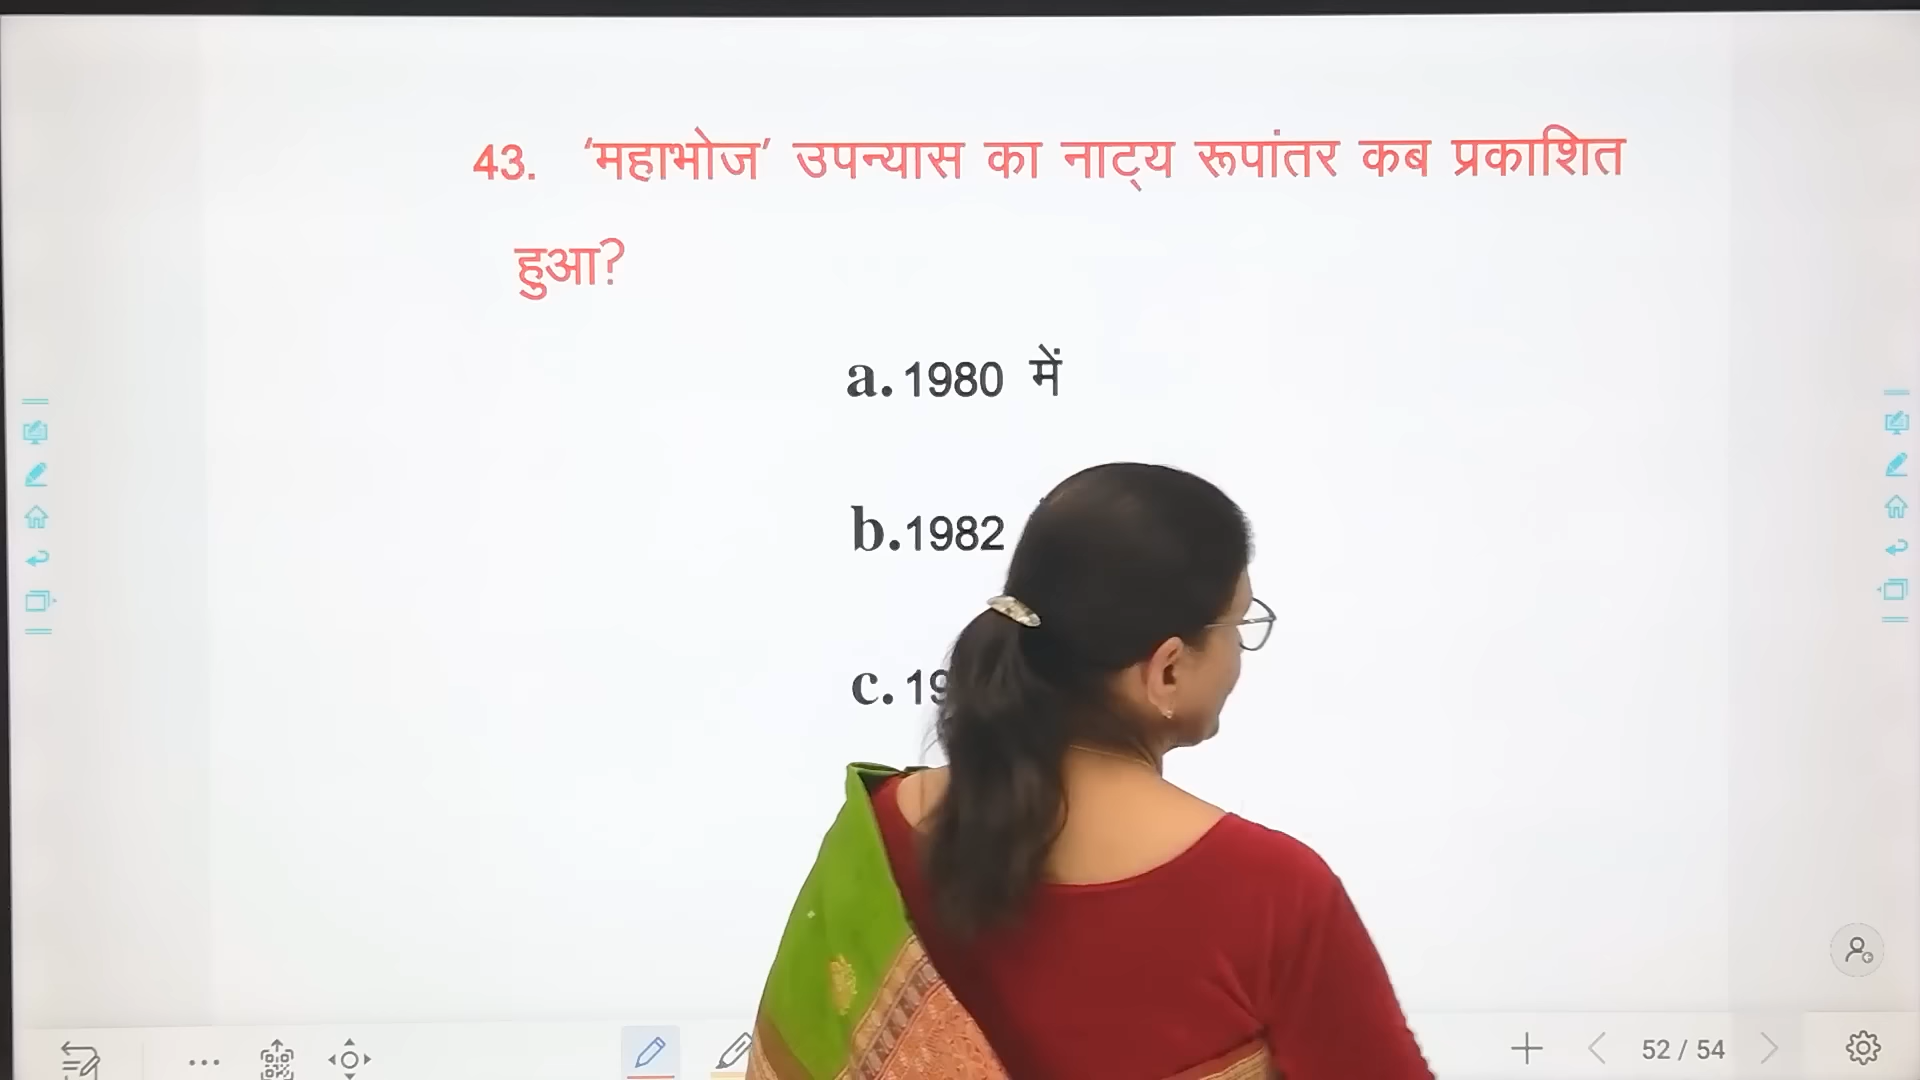 43. ‘महाभोज’ उपन्यास का नाट्य रूपांतर कब प्रकाशित
हुआ?
a. 1980 में
b. 1982
c. 19
52 / 54